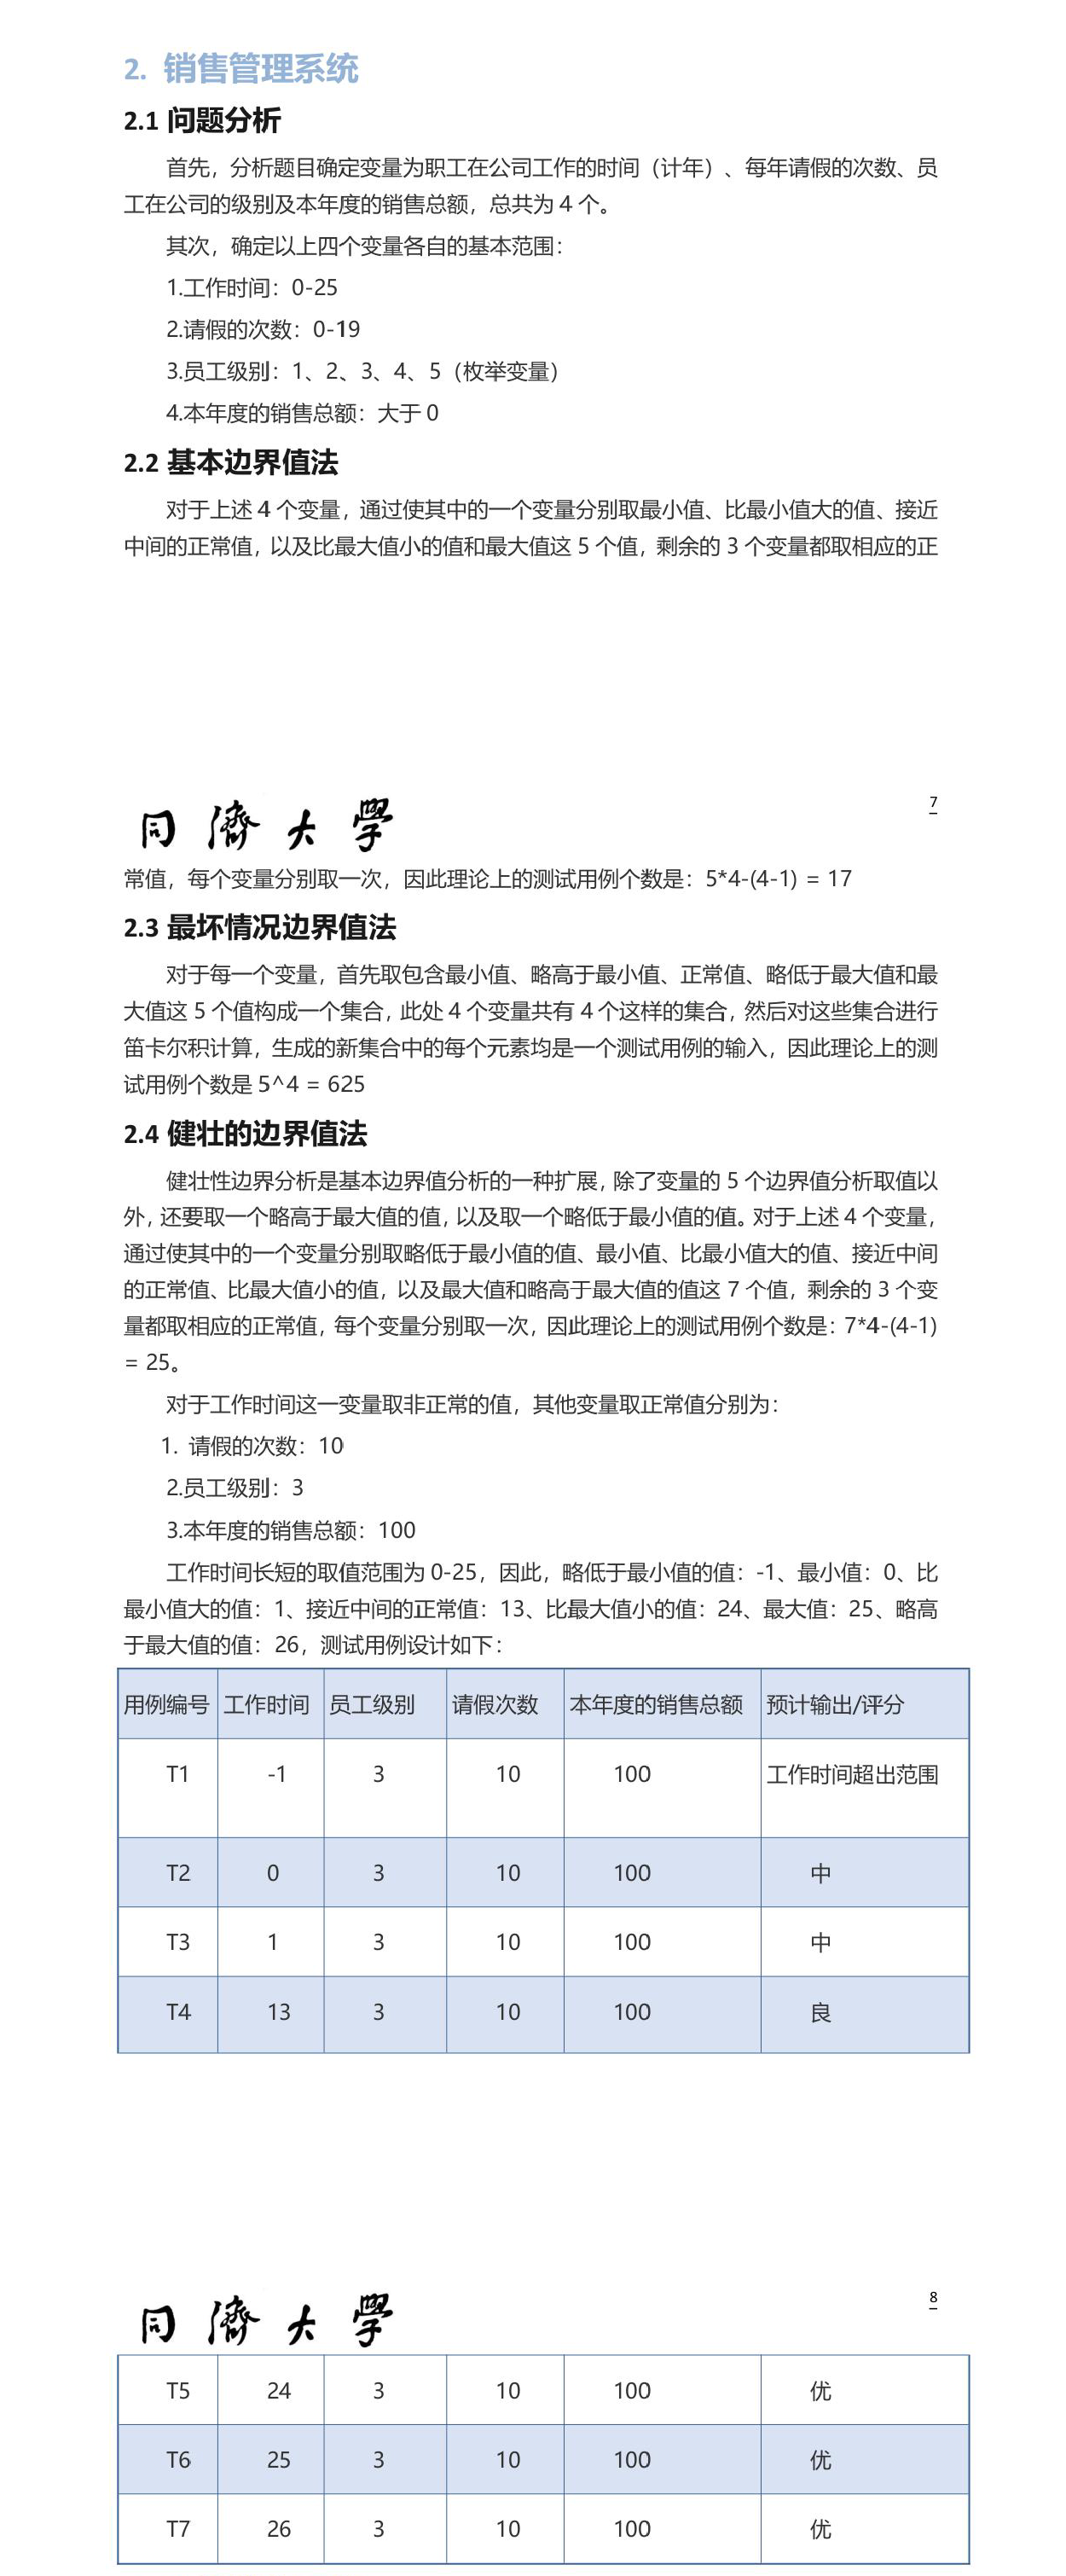 2. 销售管理系统
2.1 问题分析
首先，分析题目确定变量为职工在公司工作的时间（计年）、每年请假的次数、员
工在公司的级别及本年度的销售总额，总共为 4 个。
其次，确定以上四个变量各自的基本范围：
1.工作时间：0-25
2.请假的次数：0-19
3.员工级别：1、2、3、4、5（枚举变量）
4.本年度的销售总额：大于 0
2.2 基本边界值法
对于上述 4 个变量，通过使其中的一个变量分别取最小值、比最小值大的值、接近
中间的正常值，以及比最大值小的值和最大值这 5 个值，剩余的 3 个变量都取相应的正
同濟大學
7
常值，每个变量分别取一次，因此理论上的测试用例个数是：5*4-(4-1) = 17
2.3 最坏情况边界值法
对于每一个变量，首先取包含最小值、略高于最小值、正常值、略低于最大值和最
大值这 5 个值构成一个集合，此处 4 个变量共有 4 个这样的集合，然后对这些集合进行
笛卡尔积计算，生成的新集合中的每个元素均是一个测试用例的输入，因此理论上的测
试用例个数是 5^4 = 625
2.4 健壮的边界值法
健壮性边界分析是基本边界值分析的一种扩展，除了变量的 5 个边界值分析取值以
外，还要取一个略高于最大值的值，以及取一个略低于最小值的值。对于上述 4 个变量，
通过使其中的一个变量分别取略低于最小值的值、最小值、比最小值大的值、接近中间
的正常值、比最大值小的值，以及最大值和略高于最大值的值这 7 个值，剩余的 3 个变
量都取相应的正常值，每个变量分别取一次，因此理论上的测试用例个数是：7*4-(4-1)
= 25。
对于工作时间这一变量取非正常的值，其他变量取正常值分别为：
1. 请假的次数：10
2.员工级别：3
3.本年度的销售总额：100
工作时间长短的取值范围为 0-25，因此，略低于最小值的值：-1、最小值：0、比
最小值大的值：1、接近中间的正常值：13、比最大值小的值：24、最大值：25、略高
于最大值的值：26，测试用例设计如下：
用例编号 工作时间 员工级别 请假次数 本年度的销售总额 预计输出/评分
T1 -1 3 10 100 工作时间超出范围
T2 0 3 10 100 中
T3 1 3 10 100 中
T4 13 3 10 100 良
同濟大學
8
T5 24 3 10 100 优
T6 25 3 10 100 优
T7 26 3 10 100 优